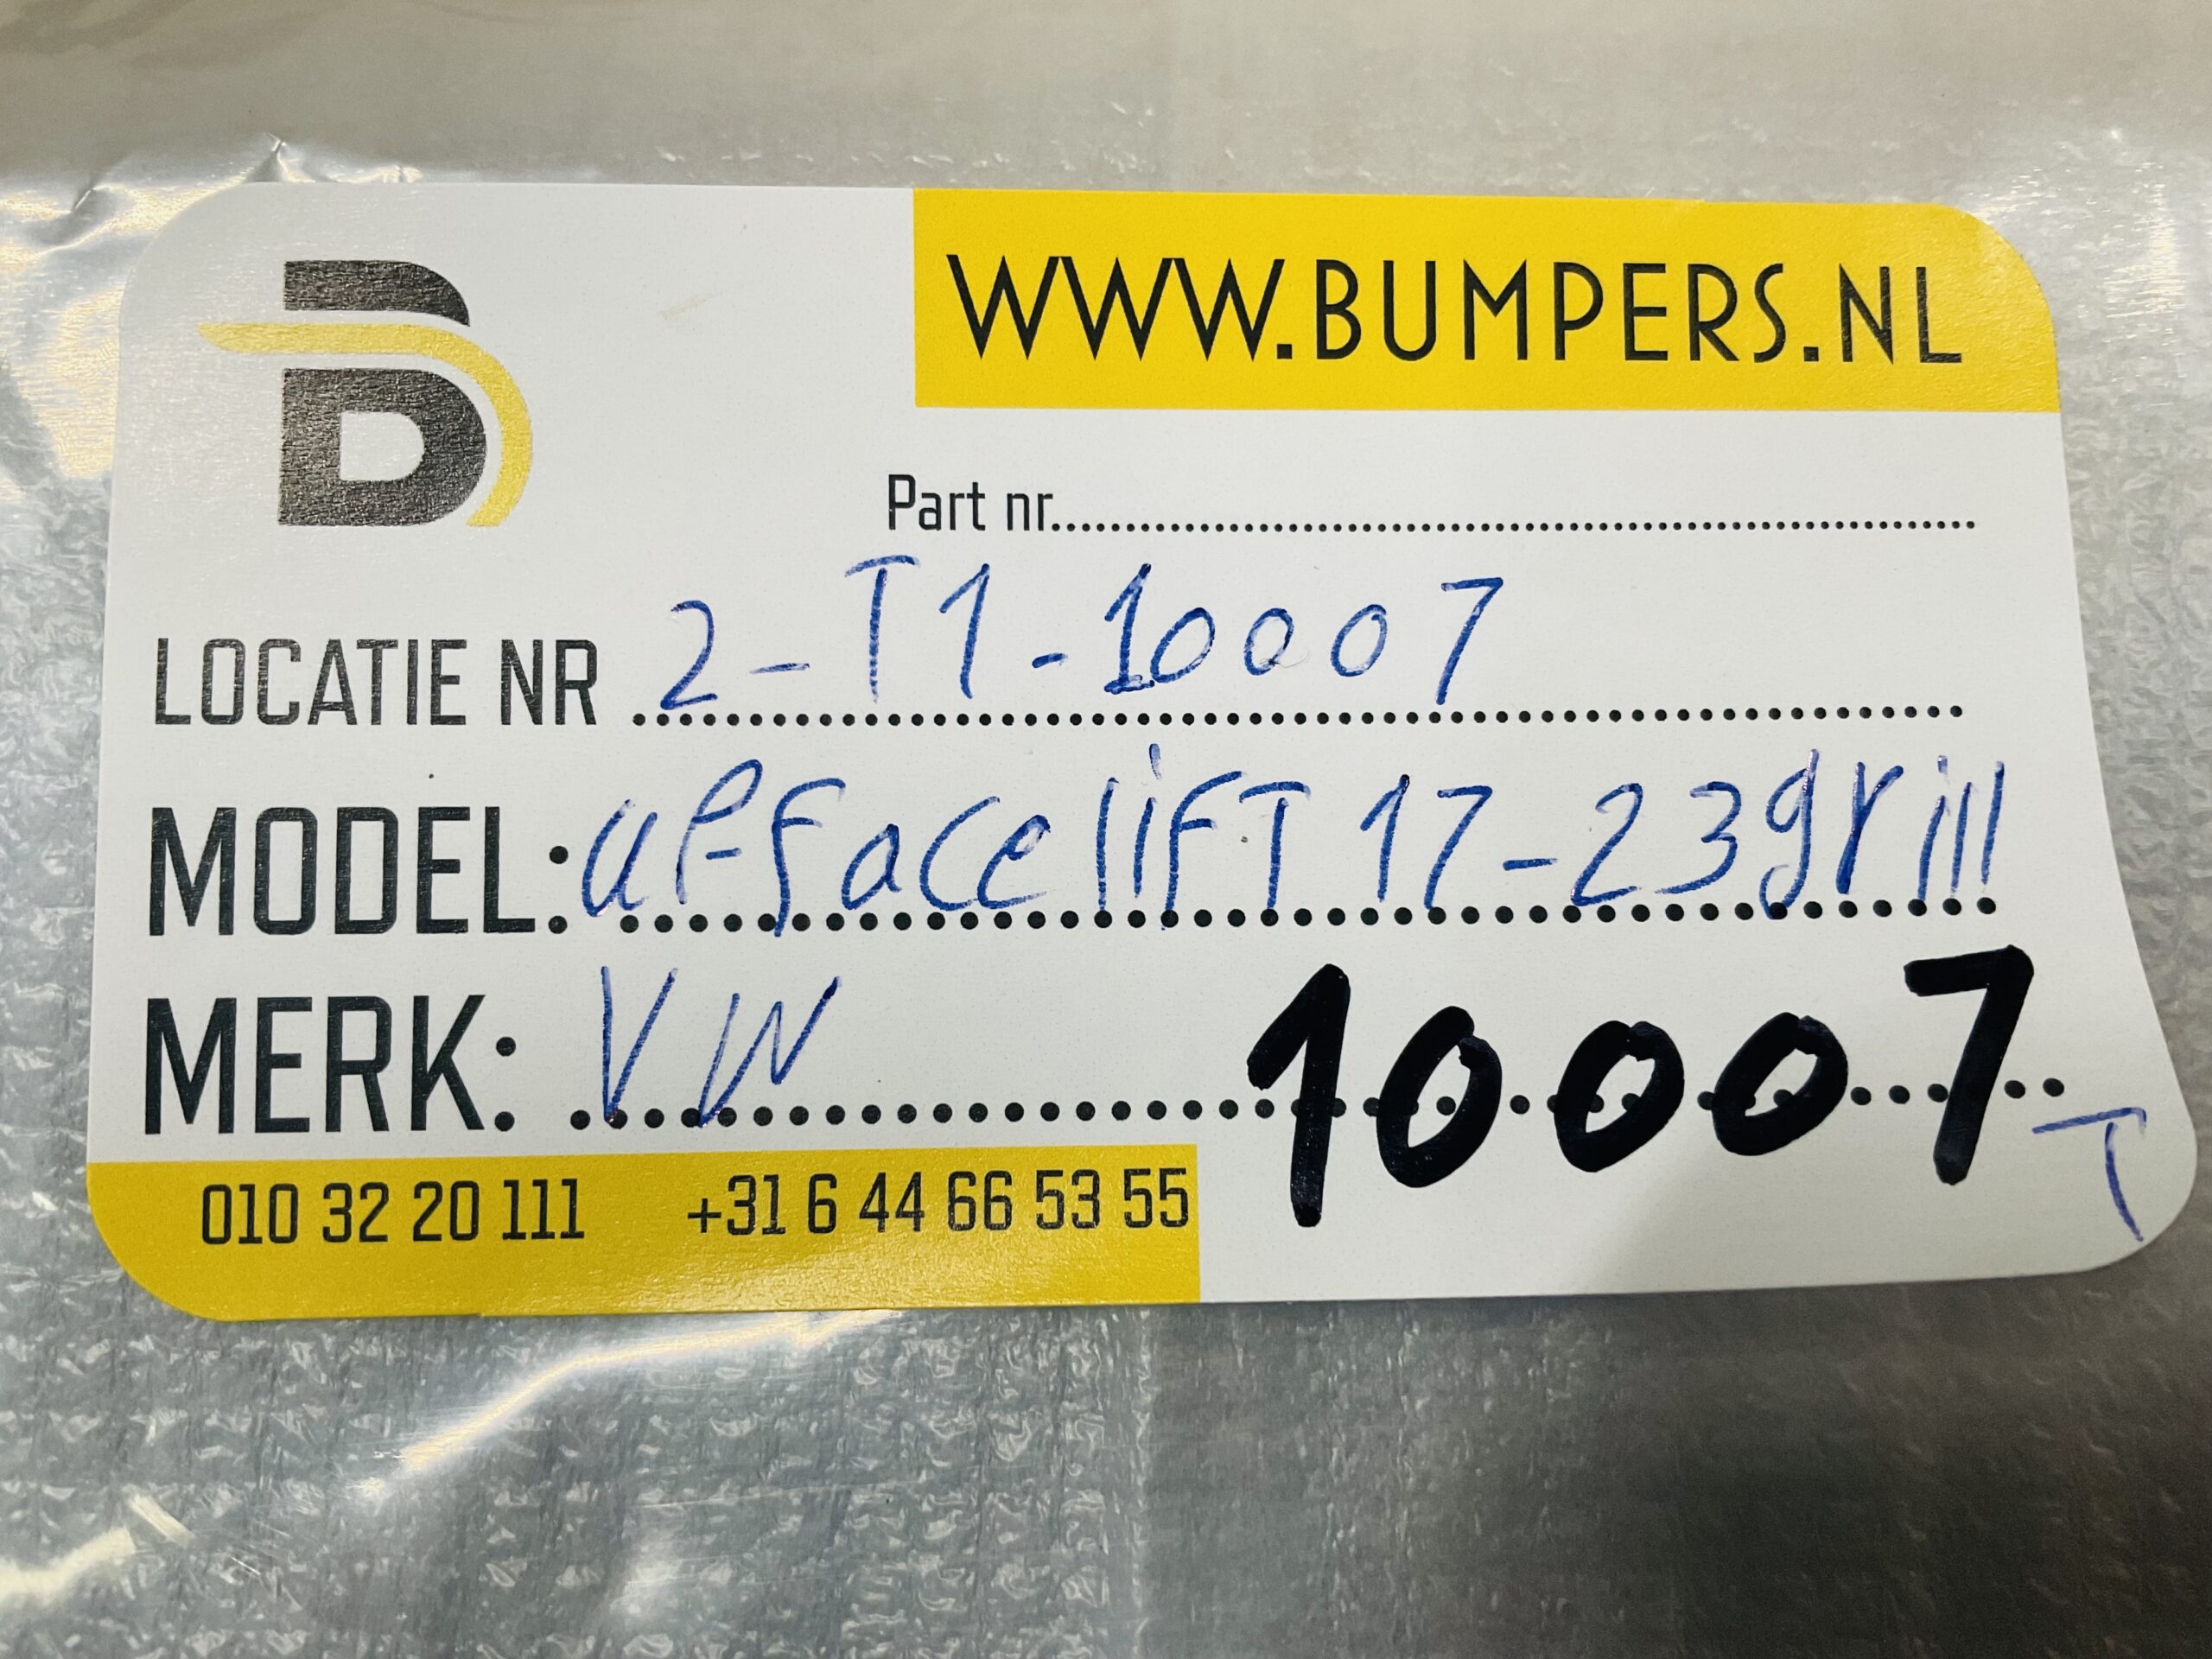 B
WWW.BUMPERS.NL
Part nr...............................................................
LOCATIE NR 2-T1-10007
MODEL: up-facelift 17-23 grill
MERK: VW 10007
T
010 32 20 111 +31 6 44 66 53 55